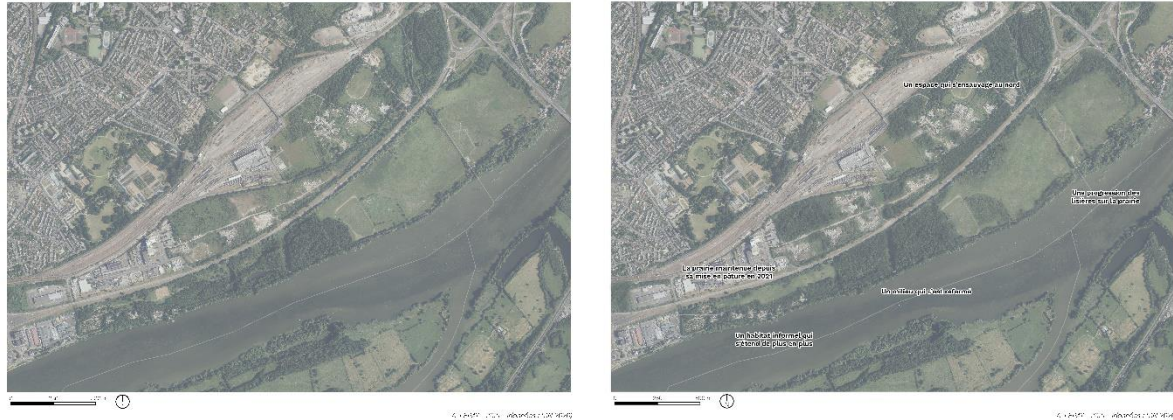 Un espace qui s'ensauvage au nord
Une progression des
lisières sur la prairie
La prairie maintenue depuis
sa mise en pâture en 2021
Un milieu qui s'est refermé
Un habitat informel qui
s'étend de plus en plus